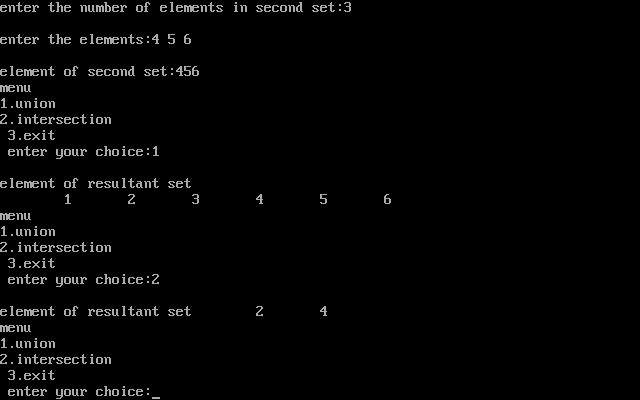 enter the number of elements in second set:3
enter the elements:4 5 6
element of second set:456
menu
1.union
2.intersection
3.exit
enter your choice:1
element of resultant set
1 2 3 4 5 6
menu
1.union
2.intersection
3.exit
enter your choice:2
element of resultant set 2 4
menu
1.union
2.intersection
3.exit
enter your choice:_